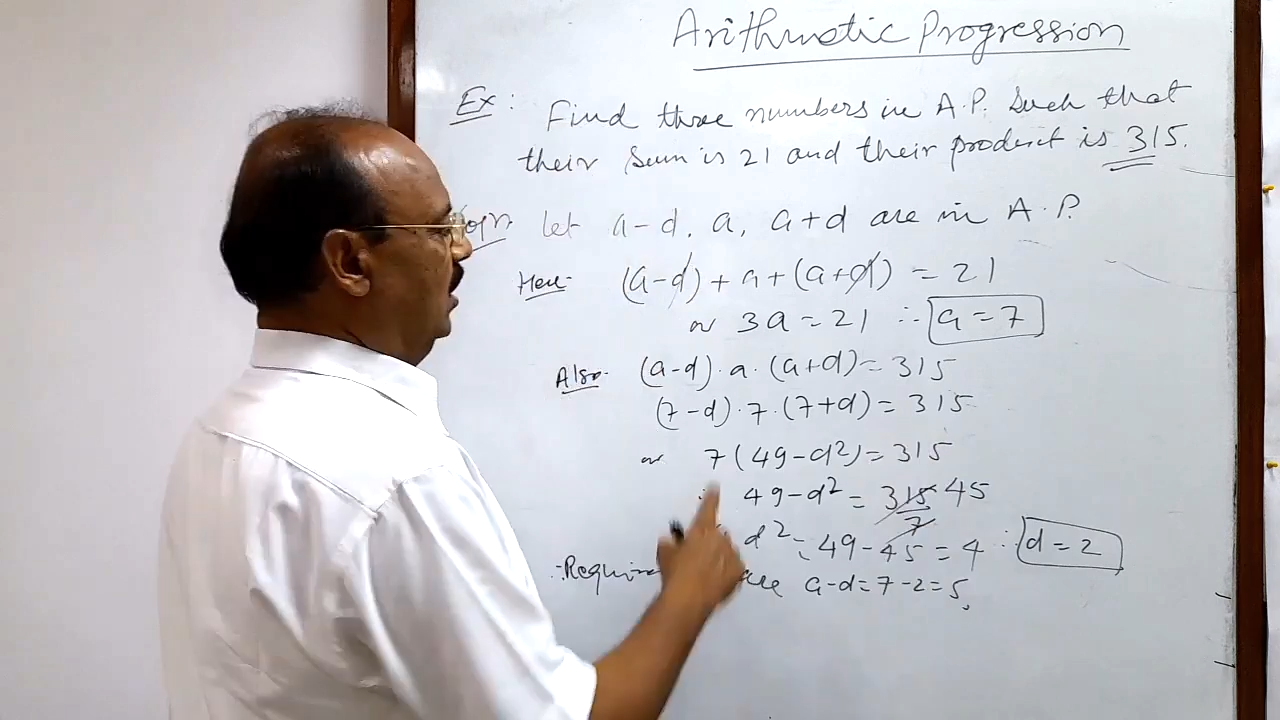 Arithmetic Progression
Ex: Find three numbers in A.P. Such that
their Sum is 21 and their product is 315.
let a-d, a, a+d are in A.P.
Here- (a-d) + a + (a+d) = 21
or 3a = 21 ∴ a = 7
Also- (a-d)·a·(a+d) = 315
(7-d)·7·(7+d) = 315
or 7(49-d²) = 315
49-d² = 315/7 45
d² = 49-45 = 4 ∴ d = 2
are a-d = 7-2 = 5,